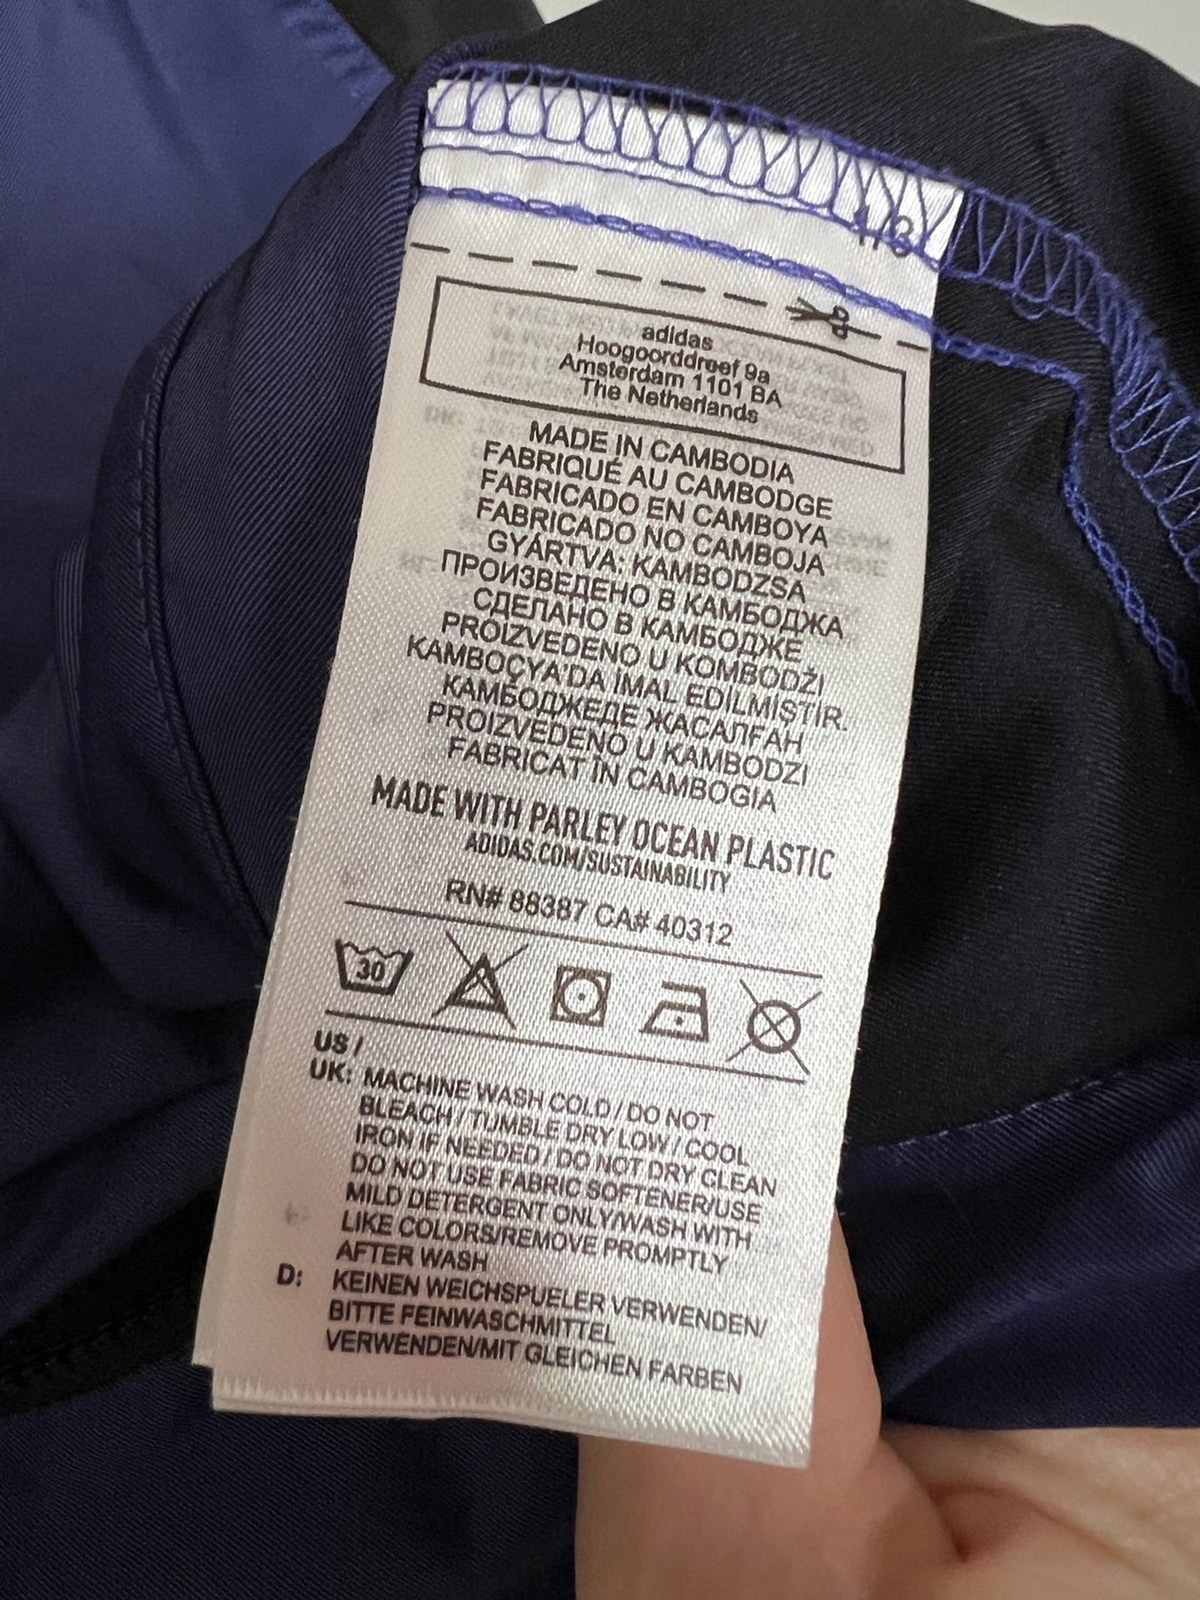 1/3
adidas
Hoogoorddreef 9a
Amsterdam 1101 BA
The Netherlands
MADE IN CAMBODIA
FABRIQUÉ AU CAMBODGE
FABRICADO EN CAMBOYA
FABRICADO NO CAMBOJA
GYÁRTVA: KAMBODZSA
ПРОИЗВЕДЕНО В КАМБОДЖА
СДЕЛАНО В КАМБОДЖЕ
PROIZVEDENO U KOMBODŽI
KAMBOÇYA'DA İMAL EDİLMİŞTİR.
КАМБОДЖЕДЕ ЖАСАЛҒАН
PROIZVEDENO U KAMBODZI
FABRICAT ÎN CAMBOGIA
MADE WITH PARLEY OCEAN PLASTIC
ADIDAS.COM/SUSTAINABILITY
RN# 88387 CA# 40312
30
US /
UK: MACHINE WASH COLD / DO NOT
BLEACH / TUMBLE DRY LOW / COOL
IRON IF NEEDED / DO NOT DRY CLEAN
DO NOT USE FABRIC SOFTENER/USE
MILD DETERGENT ONLY/WASH WITH
LIKE COLORS/REMOVE PROMPTLY
AFTER WASH
D: KEINEN WEICHSPUELER VERWENDEN/
BITTE FEINWASCHMITTEL
VERWENDEN/MIT GLEICHEN FARBEN